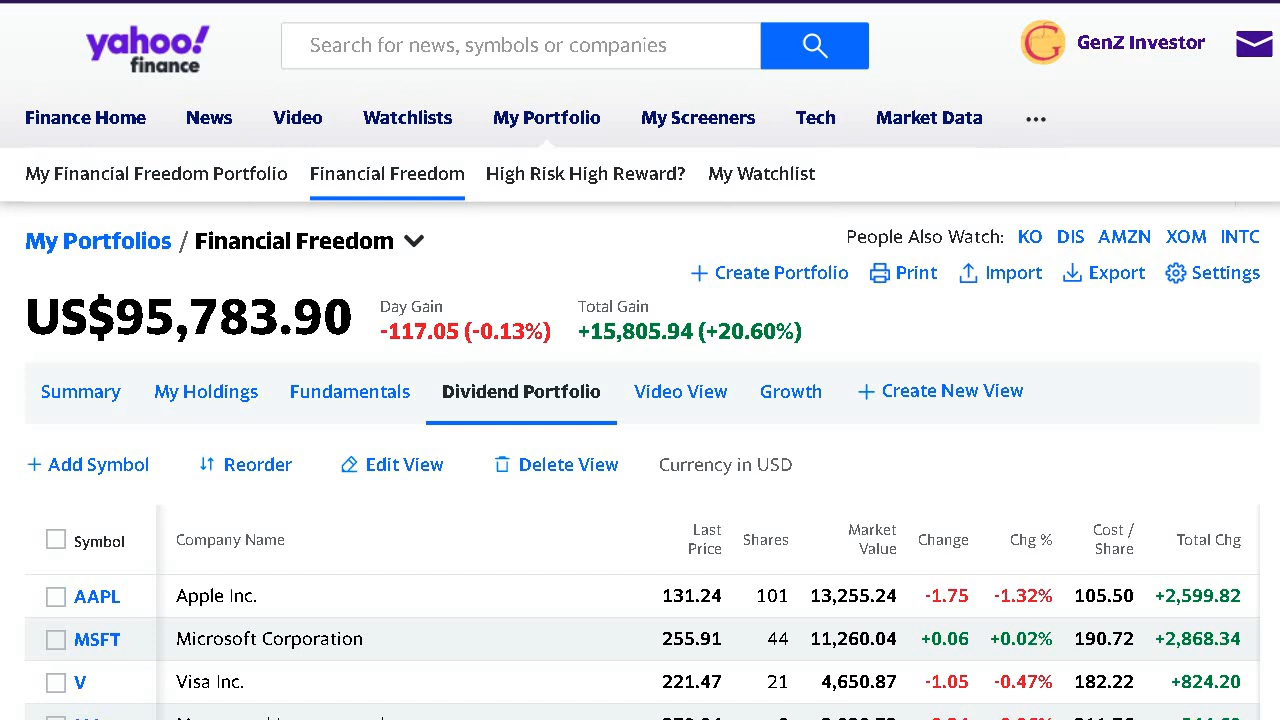 yahoo!
finance
Search for news, symbols or companies
GenZ Investor
Finance Home News Video Watchlists My Portfolio My Screeners Tech Market Data ...
My Financial Freedom Portfolio Financial Freedom High Risk High Reward? My Watchlist
My Portfolios / Financial Freedom
People Also Watch: KO DIS AMZN XOM INTC
+ Create Portfolio Print Import Export Settings
US$95,783.90
Day Gain
-117.05 (-0.13%)
Total Gain
+15,805.94 (+20.60%)
Summary My Holdings Fundamentals Dividend Portfolio Video View Growth + Create New View
+ Add Symbol Reorder Edit View Delete View Currency in USD
Symbol Company Name Last Price Shares Market Value Change Chg % Cost / Share Total Chg
AAPL Apple Inc. 131.24 101 13,255.24 -1.75 -1.32% 105.50 +2,599.82
MSFT Microsoft Corporation 255.91 44 11,260.04 +0.06 +0.02% 190.72 +2,868.34
V Visa Inc. 221.47 21 4,650.87 -1.05 -0.47% 182.22 +824.20